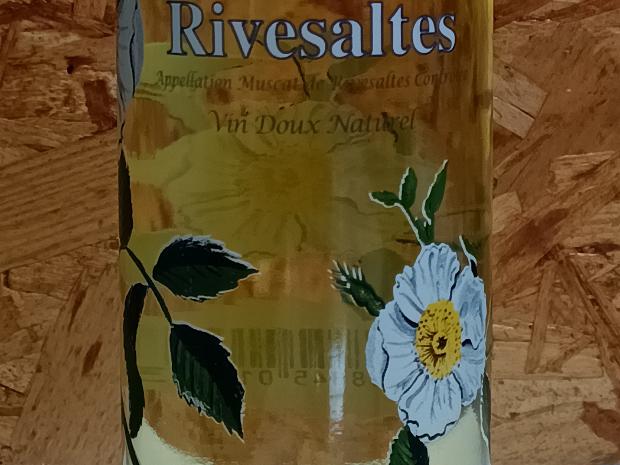 Rivesaltes
Appellation Muscat de Rivesaltes Contrôlée
Vin Doux Naturel